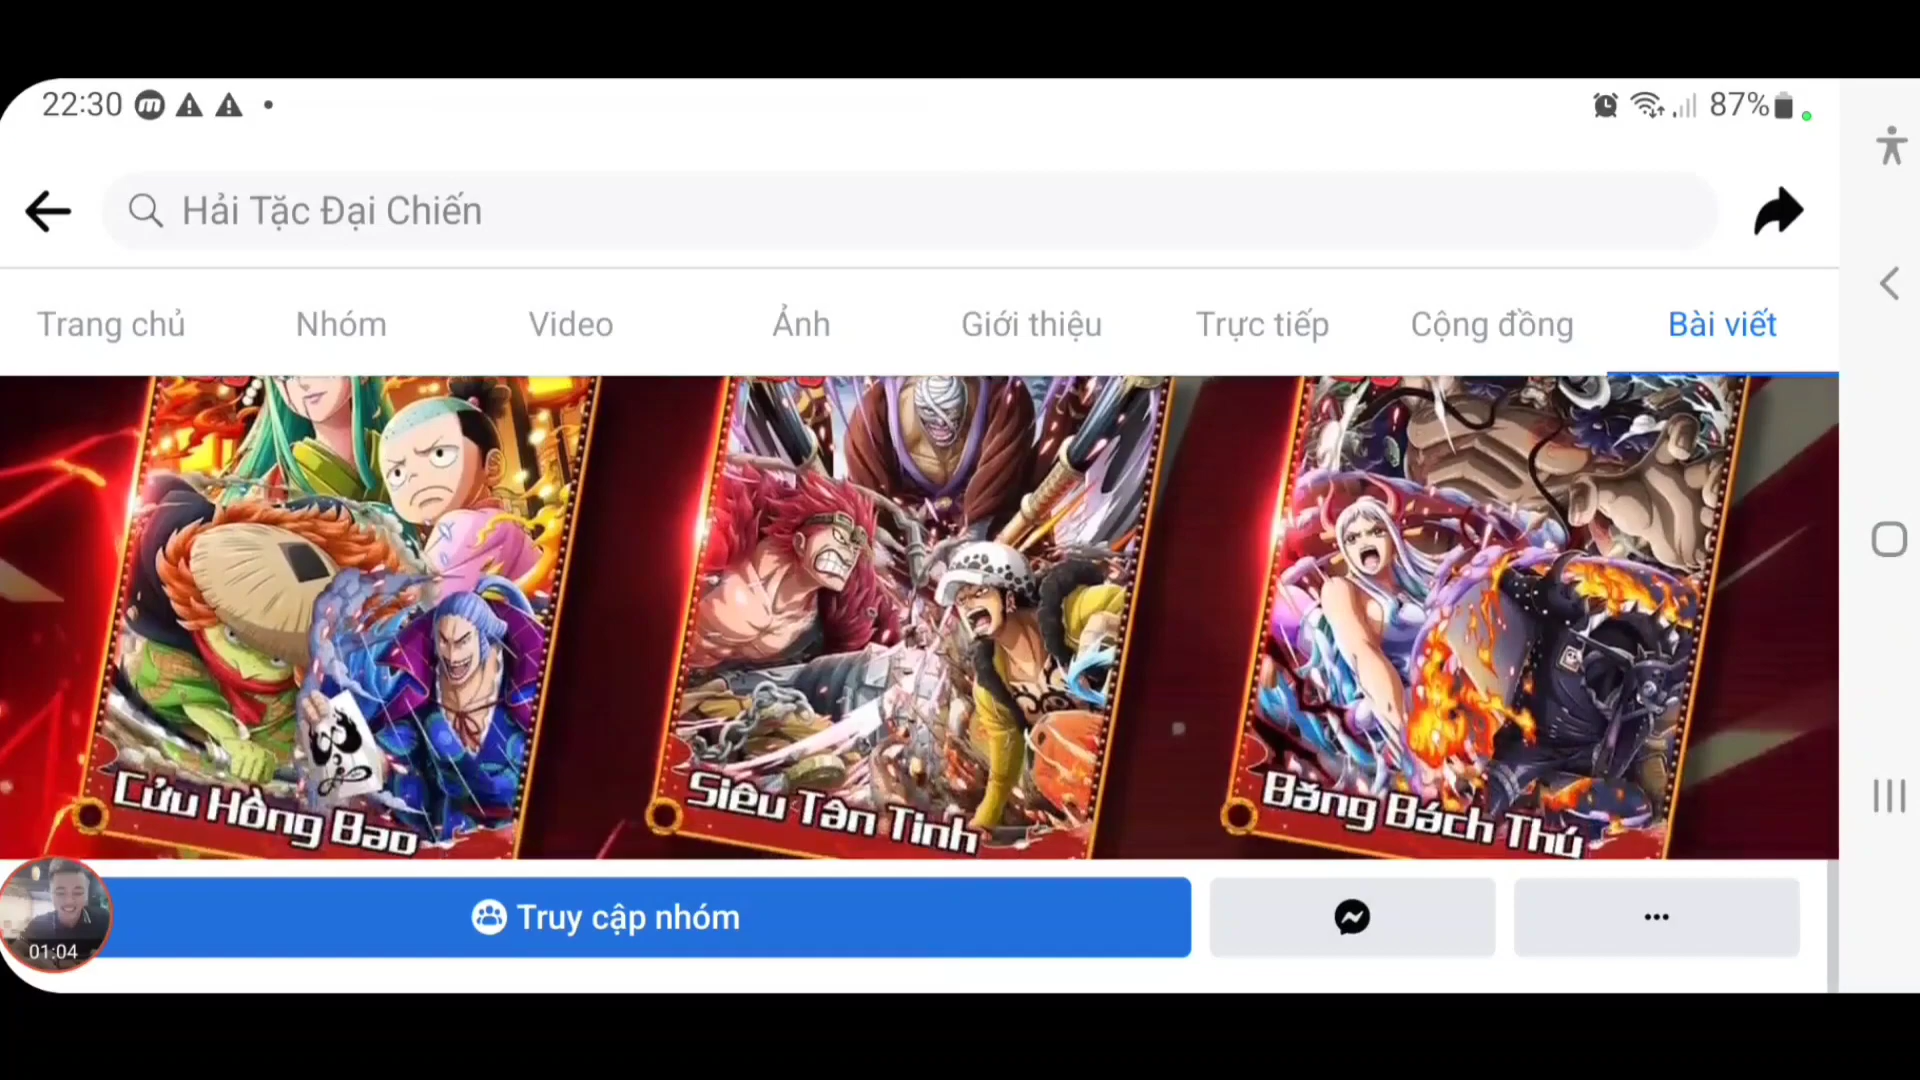 22:30
87%
Hải Tặc Đại Chiến
Trang chủ
Nhóm
Video
Ảnh
Giới thiệu
Trực tiếp
Cộng đồng
Bài viết
Cửu Hồng Bao
Siêu Tân Tinh
Băng Bách Thú
Truy cập nhóm
01:04